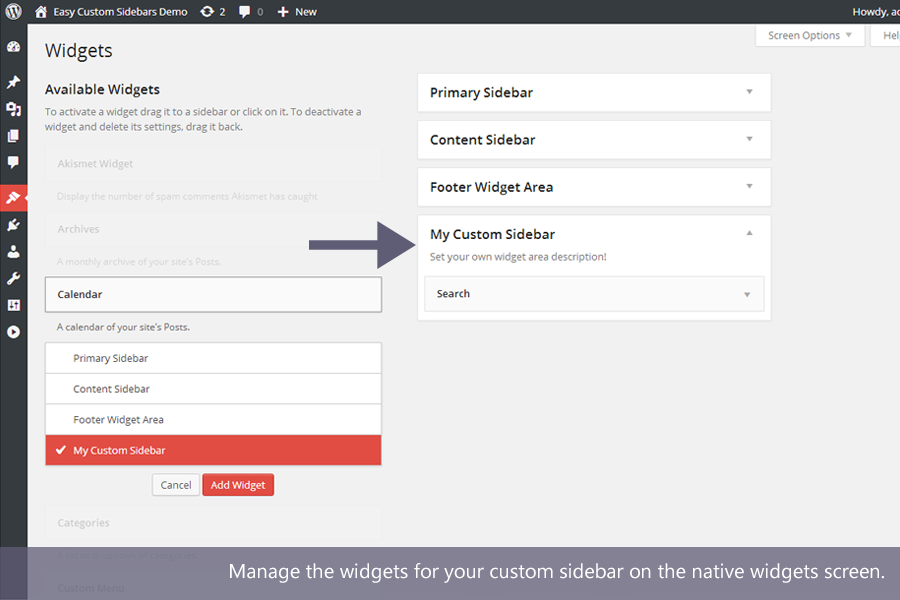 Easy Custom Sidebars Demo 2 0 New Howdy, ad
Screen Options Hel
Widgets
Available Widgets
To activate a widget drag it to a sidebar or click on it. To deactivate a
widget and delete its settings, drag it back.
Akismet Widget
Display the number of spam comments Akismet has caught
Archives
A monthly archive of your site's Posts.
Calendar
A calendar of your site's Posts.
Primary Sidebar
Content Sidebar
Footer Widget Area
My Custom Sidebar
Cancel Add Widget
Categories
Custom Menu
Primary Sidebar
Content Sidebar
Footer Widget Area
My Custom Sidebar
Set your own widget area description!
Search
Manage the widgets for your custom sidebar on the native widgets screen.